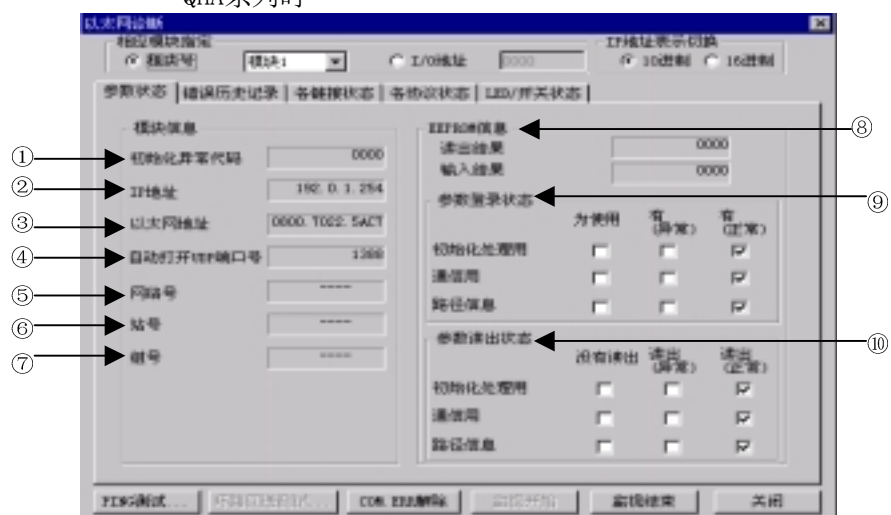 QnA系列时
以太网诊断
相应模块指定
模块号 模块1 I/O地址 0000
IP地址表示切换
10进制 16进制
参数状态 错误历史记录 各链接状态 各协议状态 LED/开关状态
模块信息
① 初始化异常代码 0000
② IP地址 192. 0. 1.254
③ 以太网地址
④ 自动打开UDP端口号 1388
⑤ 网络号 ----
⑥ 站号 ----
⑦ 组号 ----
EEPROM信息 ⑧
读出结果 0000
输入结果 0000
参数登录状态 ⑨
为使用 有(异常) 有(正常)
初始化处理用
通信用
路径信息
参数读出状态 ⑩
没有读出 读出(异常) 读出(正常)
初始化处理用
通信用
路径信息
PING测试... COM. ERR解除 监视开始 监视结束 关闭